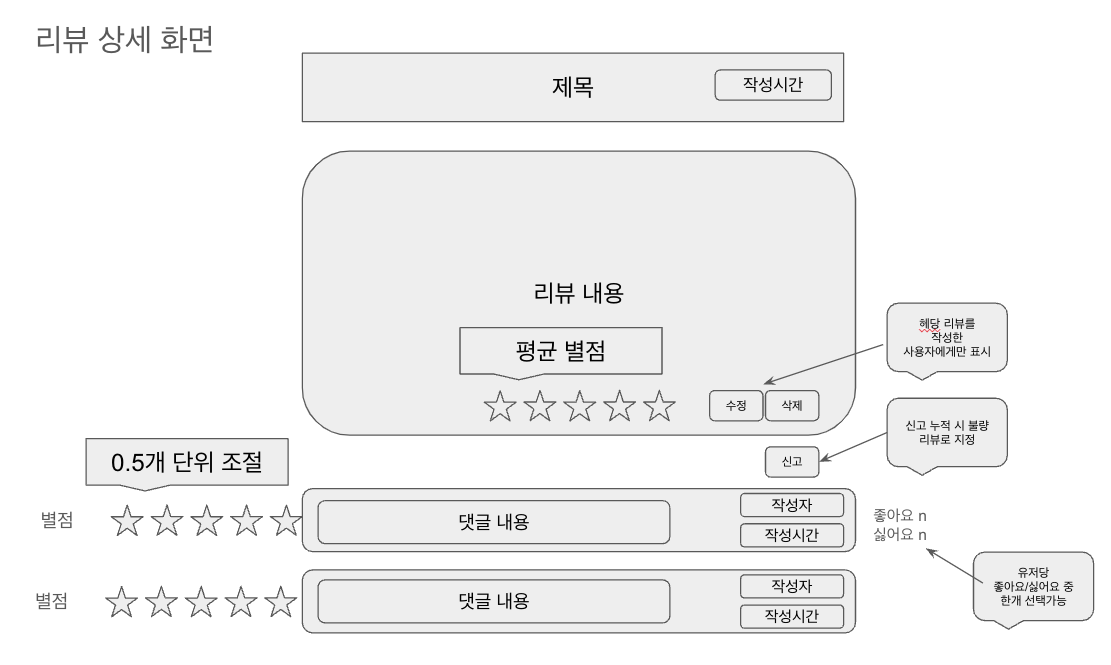 리뷰 상세 화면
제목
작성시간
리뷰 내용
평균 별점
수정
삭제
헤당 리뷰를
작성한
사용자에게만 표시
신고 누적 시 불량
리뷰로 지정
신고
0.5개 단위 조절
별점
댓글 내용
작성자
작성시간
좋아요 n
싫어요 n
유저당
좋아요/싫어요 중
한개 선택가능
별점
댓글 내용
작성자
작성시간